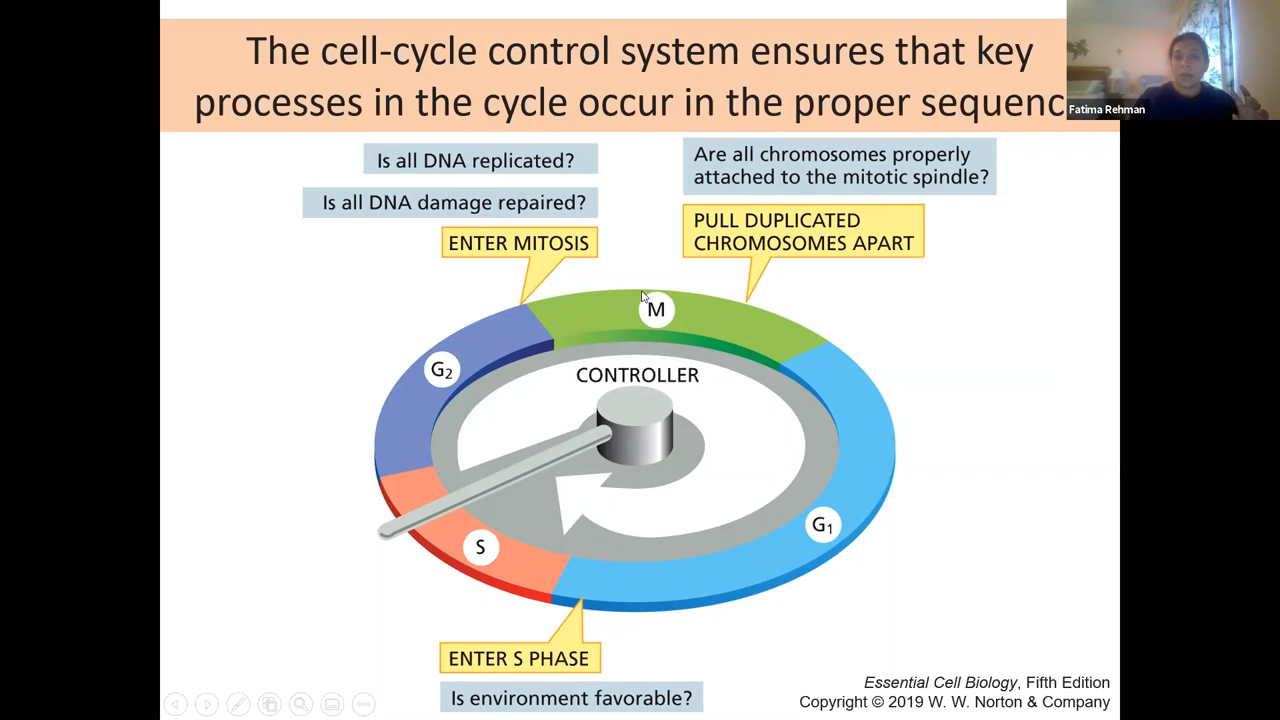 The cell-cycle control system ensures that key
processes in the cycle occur in the proper sequenc
Fatima Rehman
Is all DNA replicated?
Is all DNA damage repaired?
ENTER MITOSIS
Are all chromosomes properly
attached to the mitotic spindle?
PULL DUPLICATED
CHROMOSOMES APART
M
G₂
CONTROLLER
G₁
S
ENTER S PHASE
Is environment favorable?
Essential Cell Biology, Fifth Edition
Copyright © 2019 W. W. Norton & Company